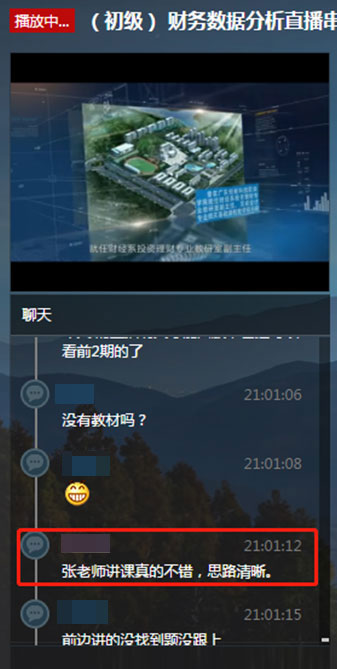 播放中...
（初级）财务数据分析直播串
就任财经系投资理财专业教研室副主任
聊天
看前2期的了
21:01:06
没有教材吗？
21:01:08
21:01:12
张老师讲课真的不错，思路清晰。
21:01:15
前边讲的没找到题没跟上